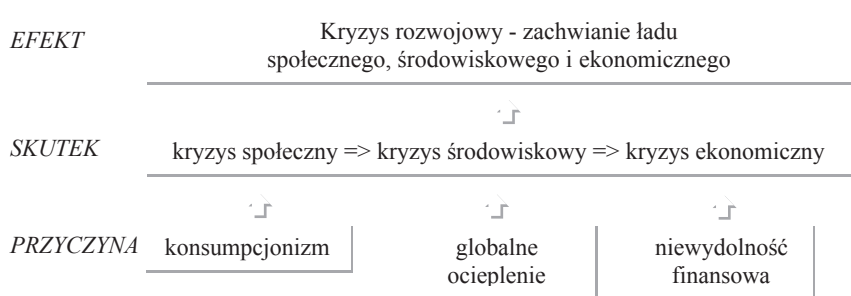 EFEKT
Kryzys rozwojowy - zachwianie ładu
społecznego, środowiskowego i ekonomicznego
SKUTEK
kryzys społeczny => kryzys środowiskowy => kryzys ekonomiczny
PRZYCZYNA
konsumpcjonizm
globalne
ocieplenie
niewydolność
finansowa